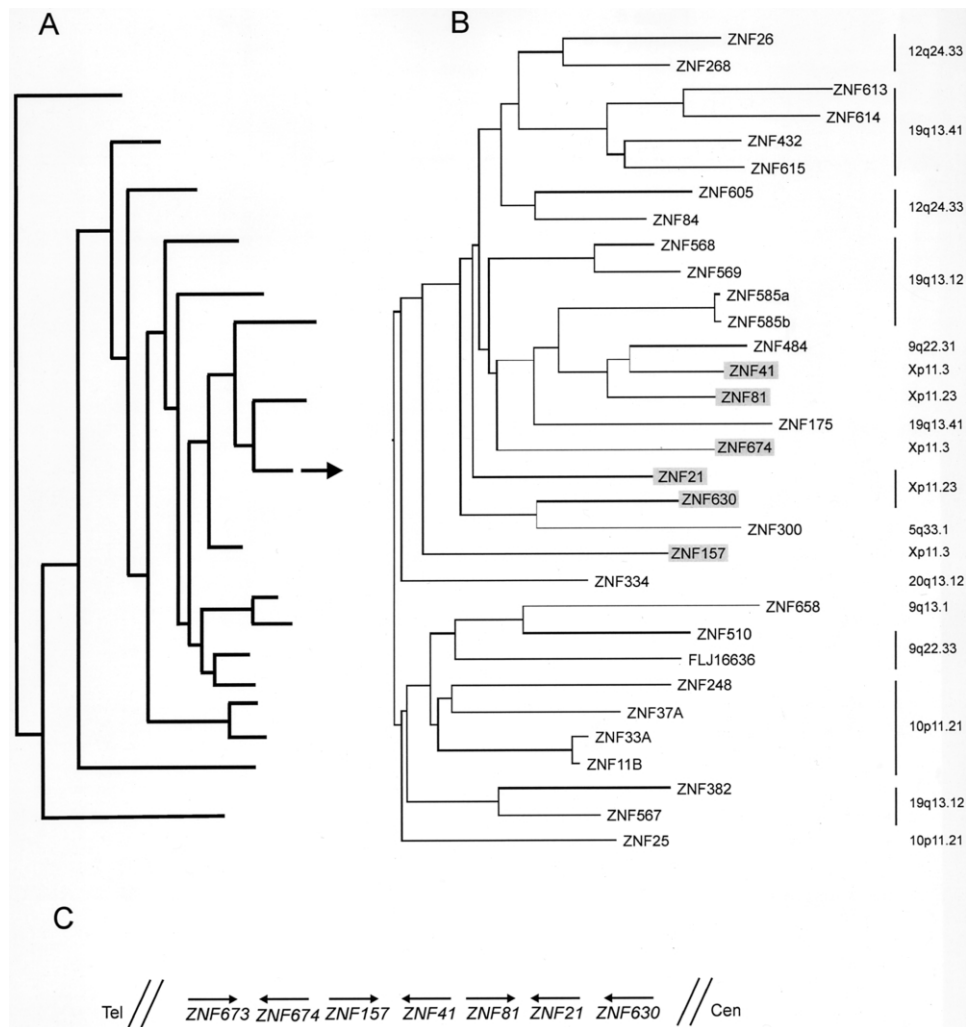 A
B
ZNF26
12q24.33
ZNF268
ZNF613
ZNF614
19q13.41
ZNF432
ZNF615
ZNF605
12q24.33
ZNF84
ZNF568
ZNF569
19q13.12
ZNF585a
ZNF585b
ZNF484 9q22.31
ZNF41 Xp11.3
ZNF81 Xp11.23
ZNF175 19q13.41
ZNF674 Xp11.3
ZNF21
Xp11.23
ZNF630
ZNF300 5q33.1
ZNF157 Xp11.3
ZNF334 20q13.12
ZNF658 9q13.1
ZNF510
9q22.33
FLJ16636
ZNF248
ZNF37A
10p11.21
ZNF33A
ZNF11B
ZNF382
19q13.12
ZNF567
ZNF25 10p11.21
C
Tel // ZNF673 ZNF674 ZNF157 ZNF41 ZNF81 ZNF21 ZNF630 // Cen